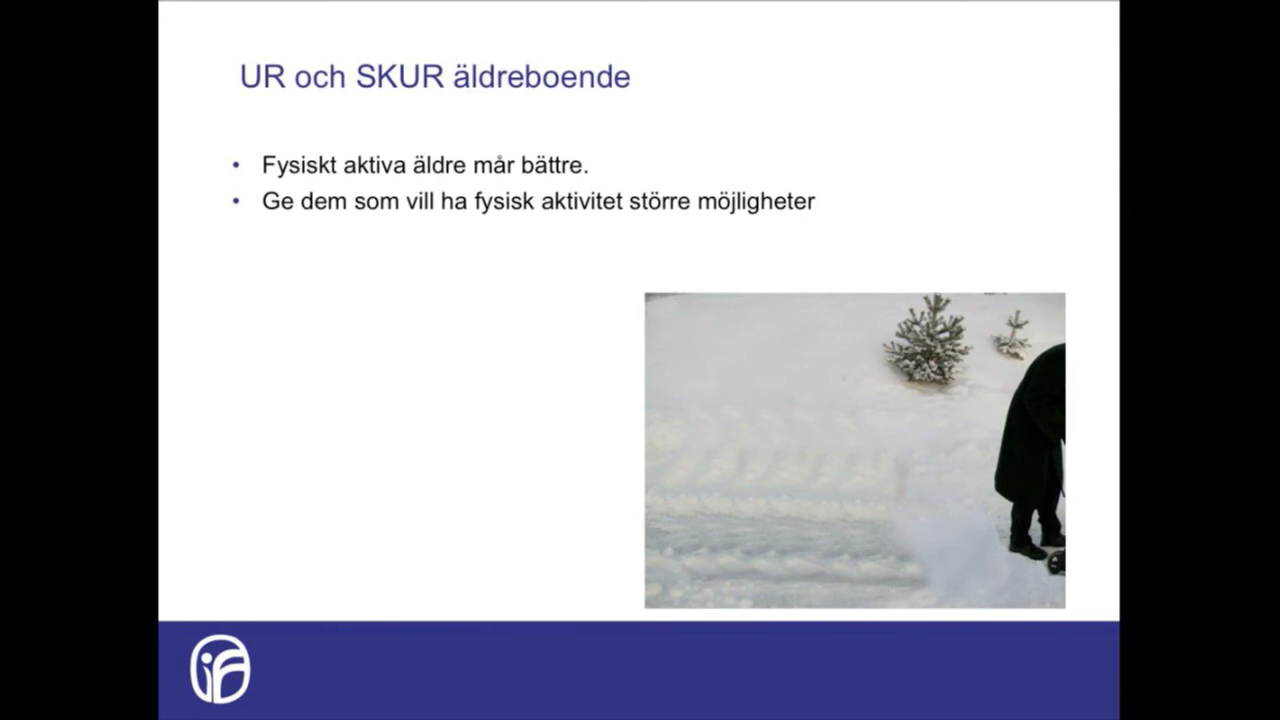 UR och SKUR äldreboende
• Fysiskt aktiva äldre mår bättre.
• Ge dem som vill ha fysisk aktivitet större möjligheter